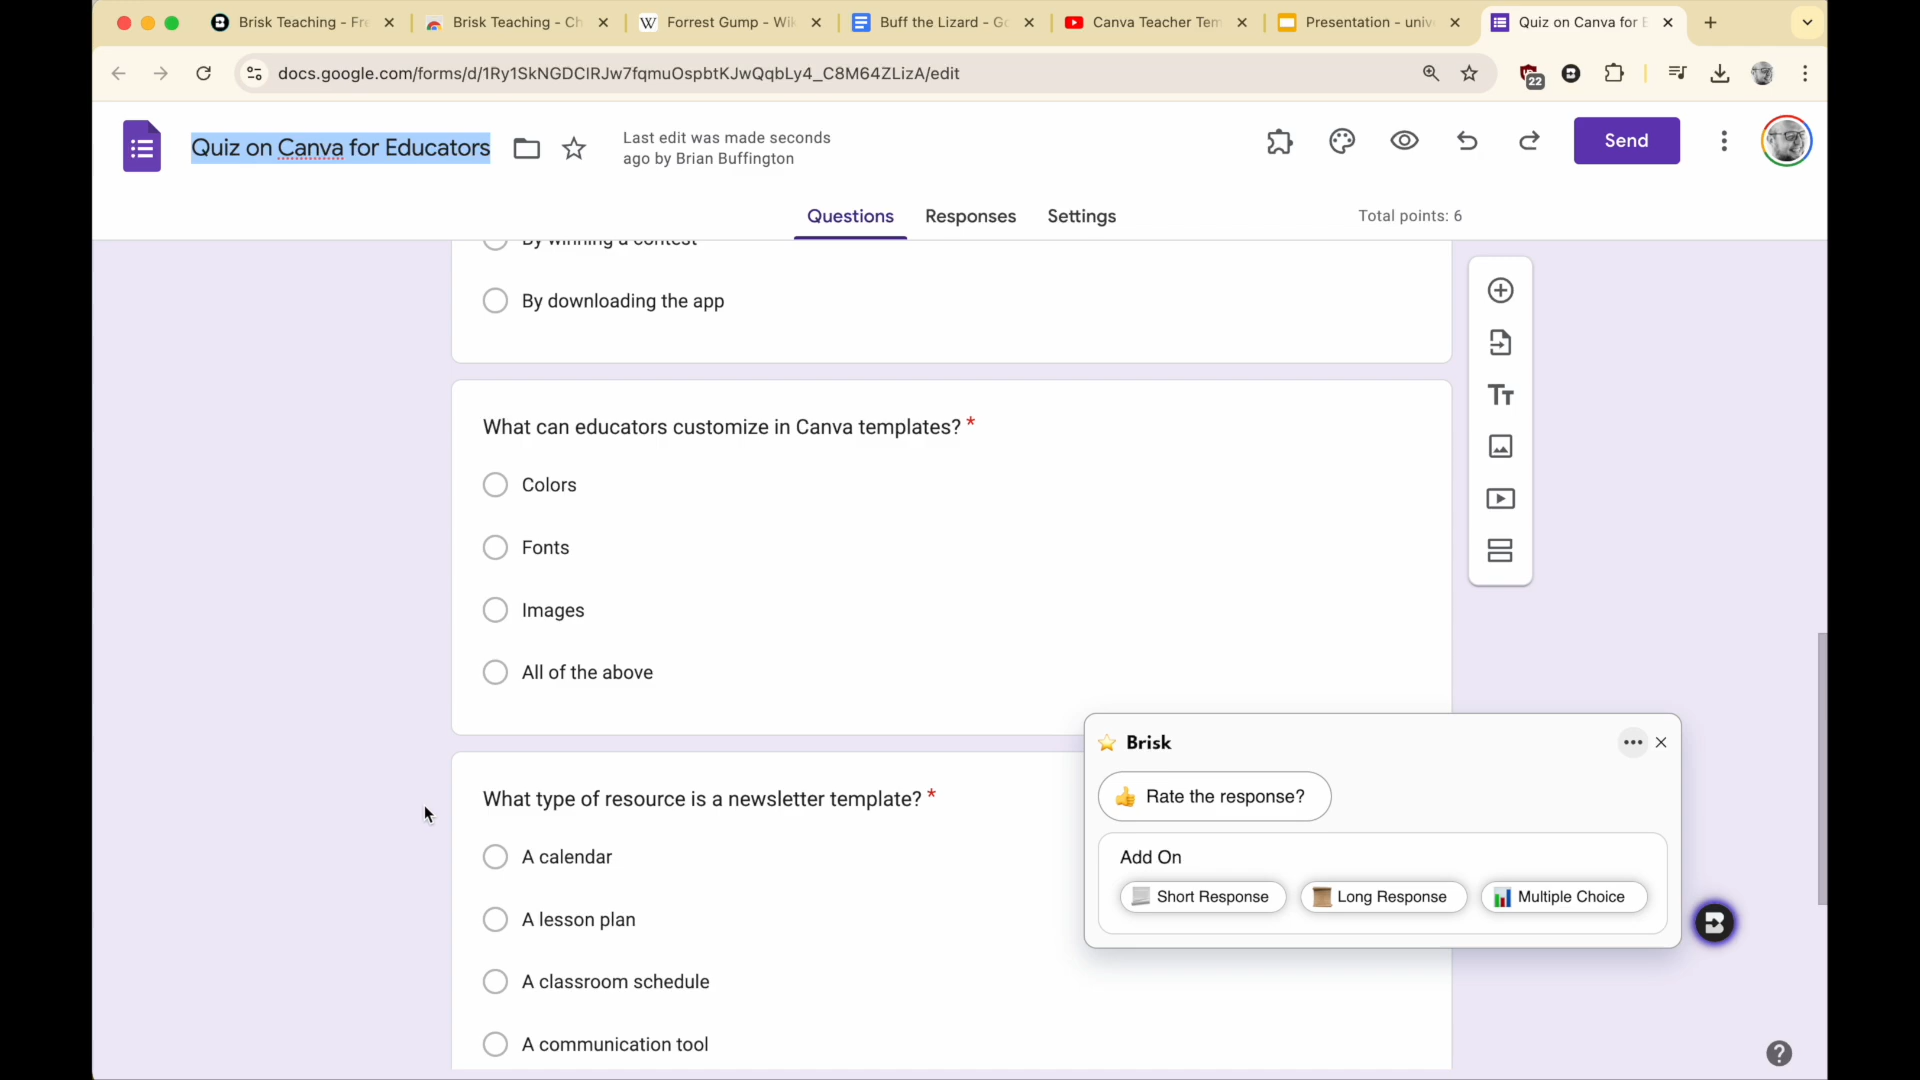 Brisk Teaching - Fre
Brisk Teaching - Ch
Forrest Gump - Wik
Buff the Lizard - Go
Canva Teacher Tem
Presentation - univ
Quiz on Canva for E
docs.google.com/forms/d/1Ry1SkNGDCIRJw7fqmuOspbtKJwQqbLy4_C8M64ZLizA/edit
22
Quiz on Canva for Educators
Last edit was made seconds
ago by Brian Buffington
Send
Questions
Responses
Settings
Total points: 6
By winning a contest
By downloading the app
What can educators customize in Canva templates? *
Colors
Fonts
Images
All of the above
What type of resource is a newsletter template? *
A calendar
A lesson plan
A classroom schedule
A communication tool
Brisk
Rate the response?
Add On
Short Response
Long Response
Multiple Choice